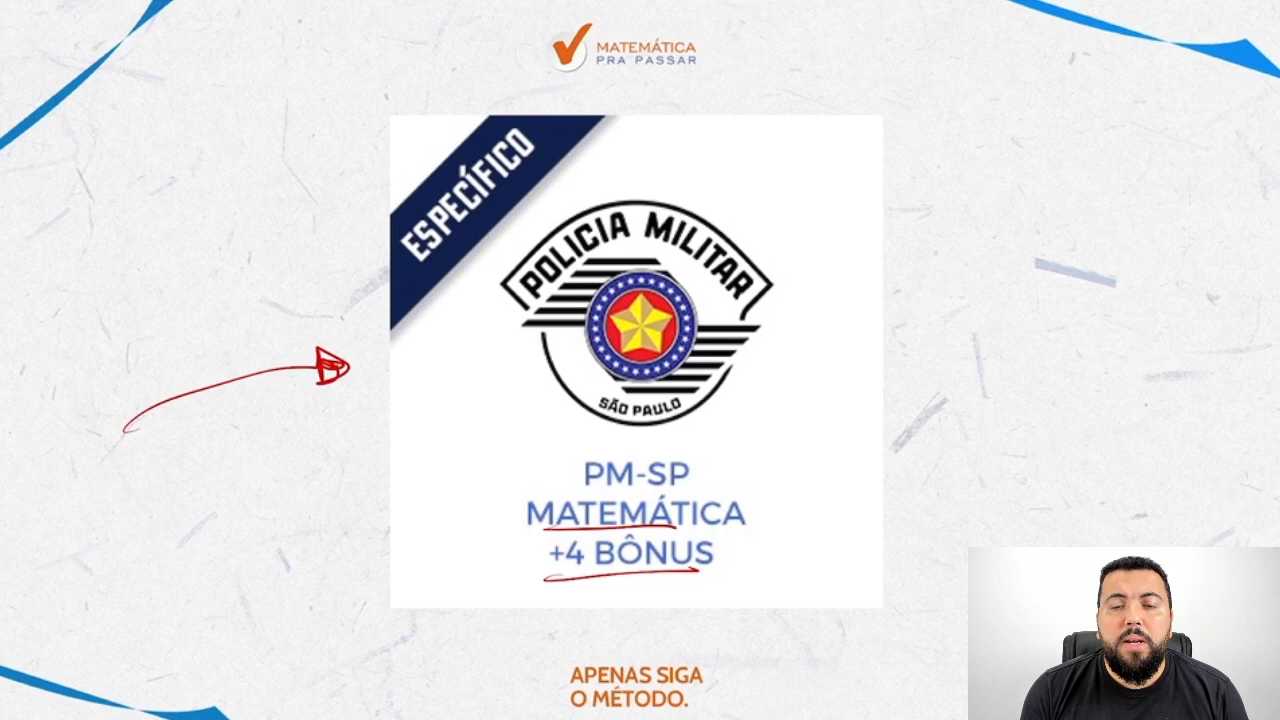 MATEMÁTICA
PRA PASSAR
ESPECÍFICO
POLICIA MILITAR
SÃO PAULO
PM-SP
MATEMÁTICA
+4 BÔNUS
APENAS SIGA
O MÉTODO.